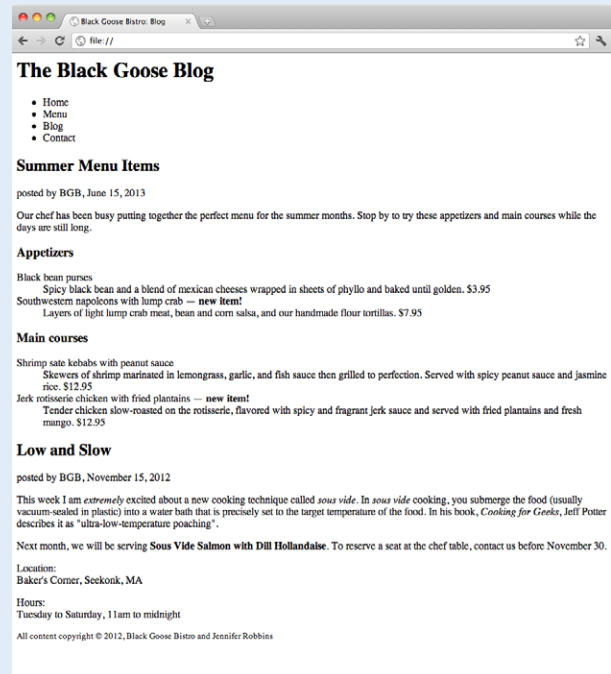 Black Goose Bistro: Blog
file://
The Black Goose Blog
• Home
• Menu
• Blog
• Contact
Summer Menu Items
posted by BGB, June 15, 2013
Our chef has been busy putting together the perfect menu for the summer months. Stop by to try these appetizers and main courses while the
days are still long.
Appetizers
Black bean purses
Spicy black bean and a blend of mexican cheeses wrapped in sheets of phyllo and baked until golden. $3.95
Southwestern napoleons with lump crab — new item!
Layers of light lump crab meat, bean and corn salsa, and our handmade flour tortillas. $7.95
Main courses
Shrimp sate kebabs with peanut sauce
Skewers of shrimp marinated in lemongrass, garlic, and fish sauce then grilled to perfection. Served with spicy peanut sauce and jasmine
rice. $12.95
Jerk rotisserie chicken with fried plantains — new item!
Tender chicken slow-roasted on the rotisserie, flavored with spicy and fragrant jerk sauce and served with fried plantains and fresh
mango. $12.95
Low and Slow
posted by BGB, November 15, 2012
This week I am extremely excited about a new cooking technique called sous vide. In sous vide cooking, you submerge the food (usually
vacuum-sealed in plastic) into a water bath that is precisely set to the target temperature of the food. In his book, Cooking for Geeks, Jeff Potter
describes it as "ultra-low-temperature poaching".
Next month, we will be serving Sous Vide Salmon with Dill Hollandaise. To reserve a seat at the chef table, contact us before November 30.
Location:
Baker's Corner, Seekonk, MA
Hours:
Tuesday to Saturday, 11am to midnight
All content copyright © 2012, Black Goose Bistro and Jennifer Robbins